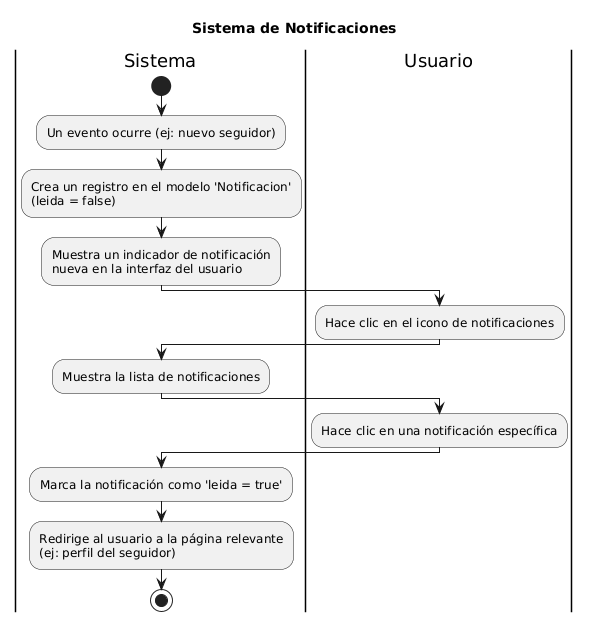 Sistema de Notificaciones
Sistema
Usuario
Un evento ocurre (ej: nuevo seguidor)
Crea un registro en el modelo 'Notificacion'
(leida = false)
Muestra un indicador de notificación
nueva en la interfaz del usuario
Hace clic en el icono de notificaciones
Muestra la lista de notificaciones
Hace clic en una notificación específica
Marca la notificación como 'leida = true'
Redirige al usuario a la página relevante
(ej: perfil del seguidor)